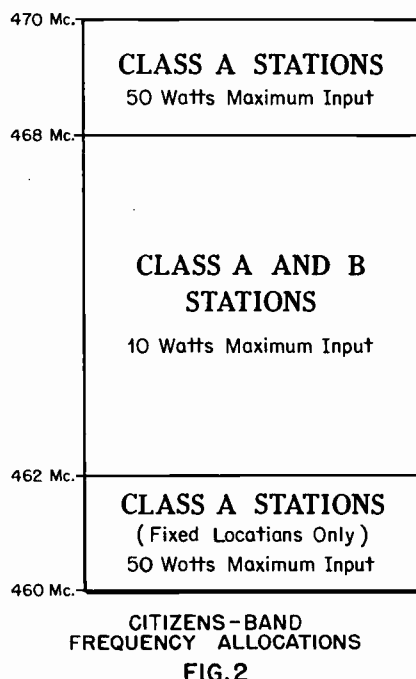 470 Mc.
CLASS A STATIONS
50 Watts Maximum Input
468 Mc.
CLASS A AND B
STATIONS
10 Watts Maximum Input
462 Mc.
CLASS A STATIONS
(Fixed Locations Only)
50 Watts Maximum Input
460 Mc.
CITIZENS-BAND
FREQUENCY ALLOCATIONS
FIG.2